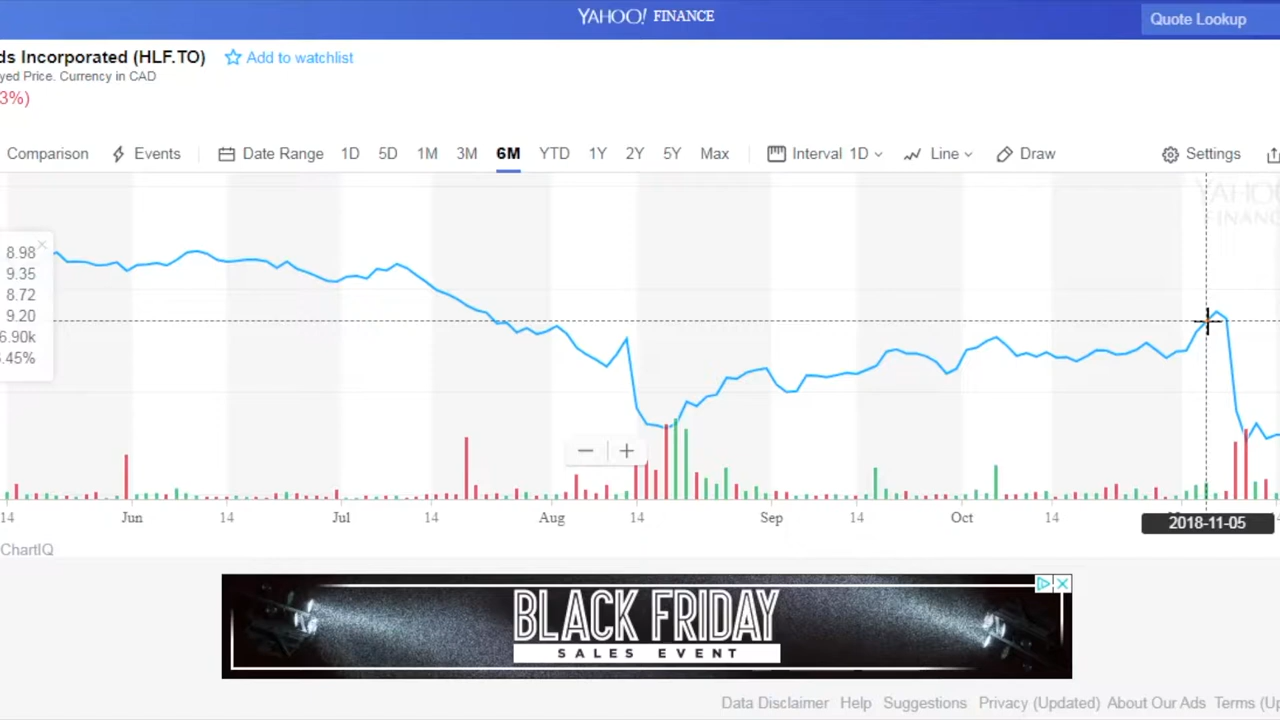 YAHOO! FINANCE
Quote Lookup
ds Incorporated (HLF.TO) Add to watchlist
yed Price. Currency in CAD
3%)
Comparison Events Date Range 1D 5D 1M 3M 6M YTD 1Y 2Y 5Y Max Interval 1D Line Draw Settings
YAHO
FINANC
8.98
9.35
8.72
9.20
6.90k
.45%
14 Jun 14 Jul 14 Aug 14 Sep 14 Oct 14
2018-11-05
ChartIQ
BLACK FRIDAY
SALES EVENT
Data Disclaimer Help Suggestions Privacy (Updated) About Our Ads Terms (Up